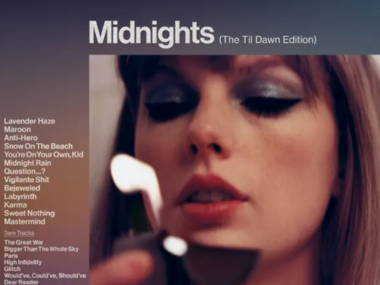 Midnights (The Til Dawn Edition)
Lavender Haze
Maroon
Anti-Hero
Snow On The Beach
You're On Your Own, Kid
Midnight Rain
Question...?
Vigilante Shit
Bejeweled
Labyrinth
Karma
Sweet Nothing
Mastermind
3am Tracks
The Great War
Bigger Than The Whole Sky
Paris
High Infidelity
Glitch
Would've, Could've, Should've
Dear Reader